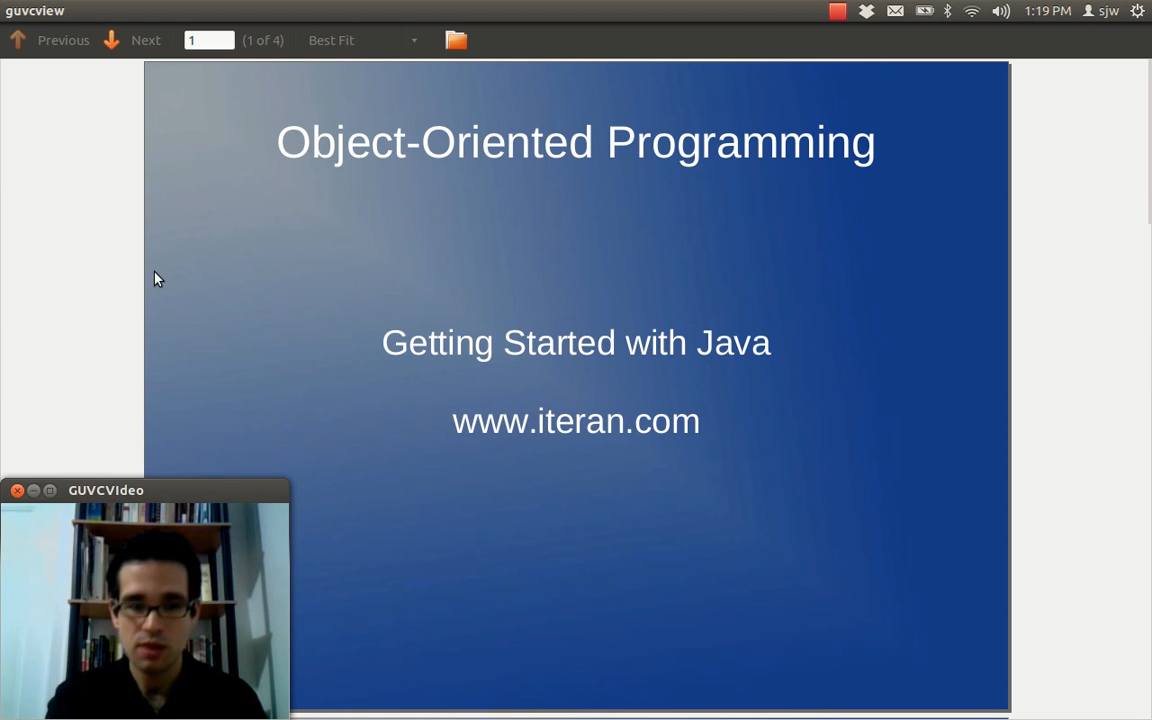 guvcview
1:19 PM sjw
Previous Next 1 (1 of 4) Best Fit
Object-Oriented Programming
Getting Started with Java
www.iteran.com
GUVCVIdeo